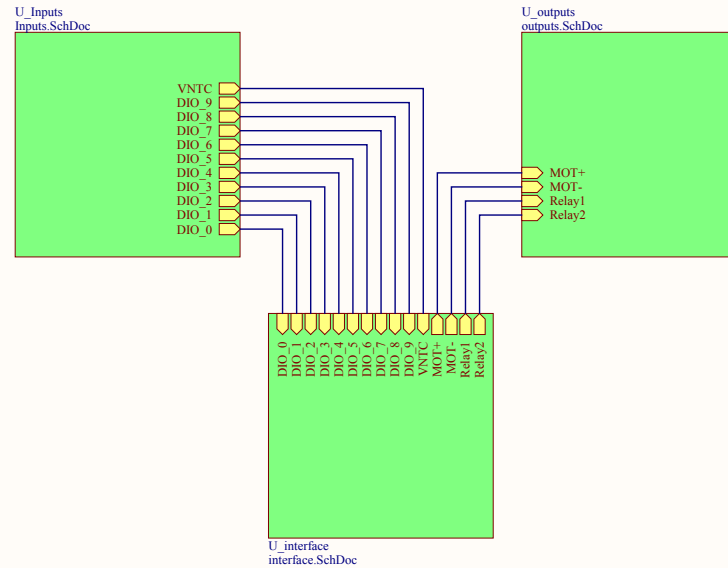 U_Inputs
Inputs.SchDoc
VNTC
DIO_9
DIO_8
DIO_7
DIO_6
DIO_5
DIO_4
DIO_3
DIO_2
DIO_1
DIO_0
U_outputs
outputs.SchDoc
MOT+
MOT-
Relay1
Relay2
DIO_0
DIO_1
DIO_2
DIO_3
DIO_4
DIO_5
DIO_6
DIO_7
DIO_8
DIO_9
VNTC
MOT+
MOT-
Relay1
Relay2
U_interface
interface.SchDoc